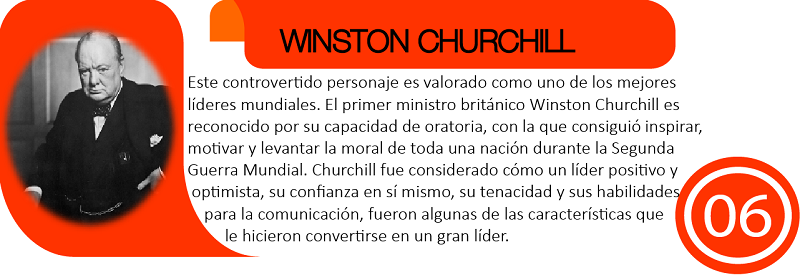 WINSTON CHURCHILL
Este controvertido personaje es valorado como uno de los mejores
líderes mundiales. El primer ministro británico Winston Churchill es
reconocido por su capacidad de oratoria, con la que consiguió inspirar,
motivar y levantar la moral de toda una nación durante la Segunda
Guerra Mundial. Churchill fue considerado cómo un líder positivo y
optimista, su confianza en sí mismo, su tenacidad y sus habilidades
para la comunicación, fueron algunas de las características que
le hicieron convertirse en un gran líder.
06